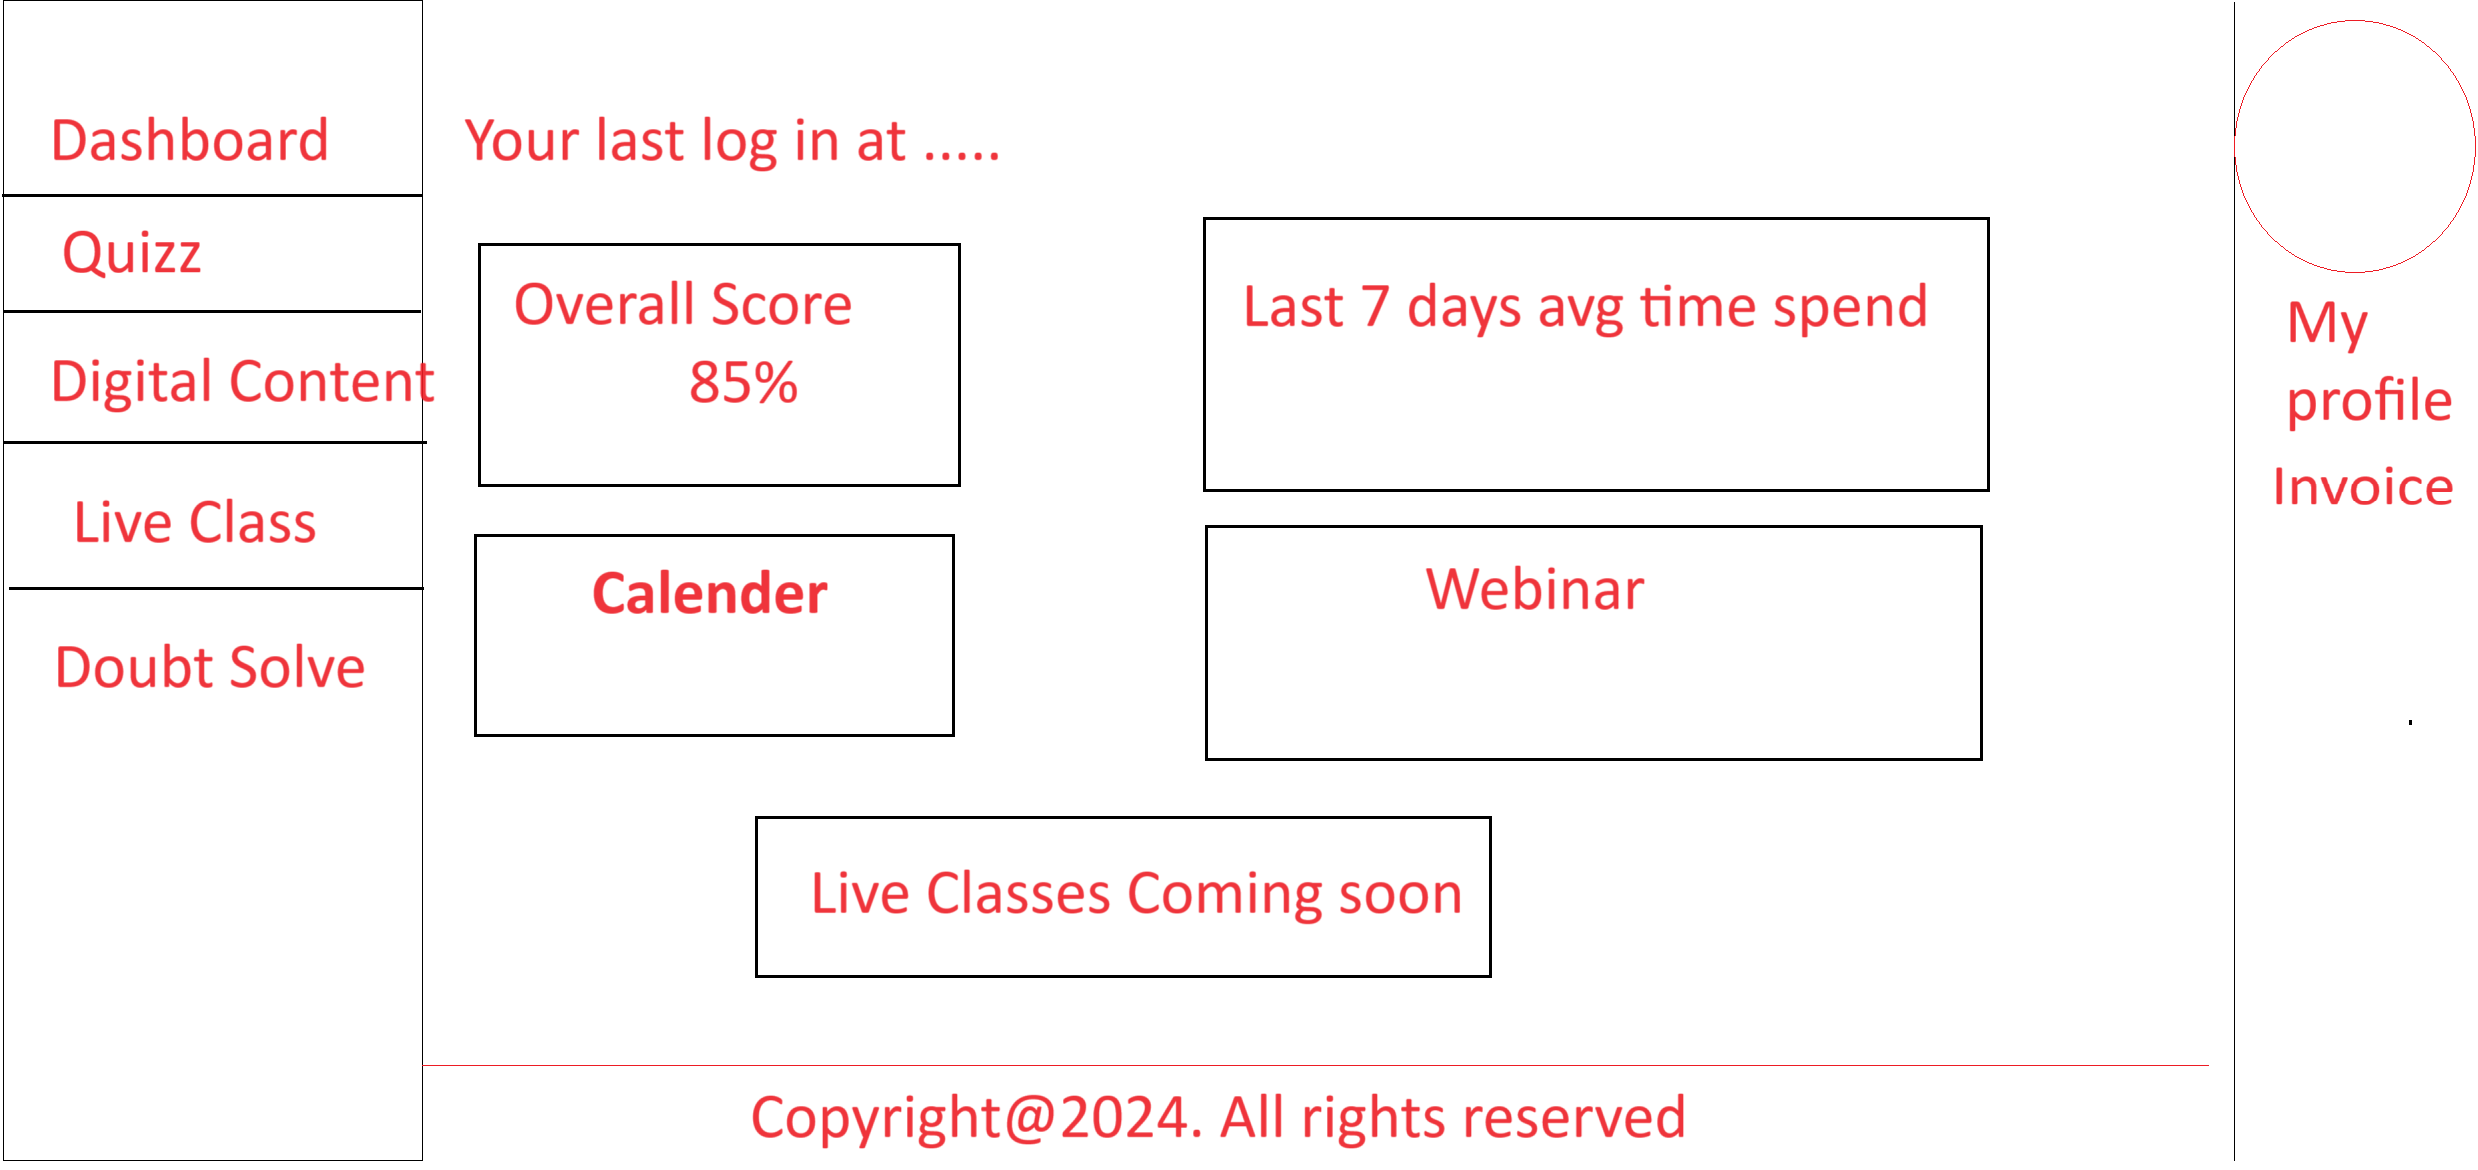 Dashboard
Quizz
Digital Content
Live Class
Doubt Solve
Your last log in at .....
Overall Score
85%
Last 7 days avg time spend
Calender
Webinar
Live Classes Coming soon
Copyright@2024. All rights reserved
My
profile
Invoice